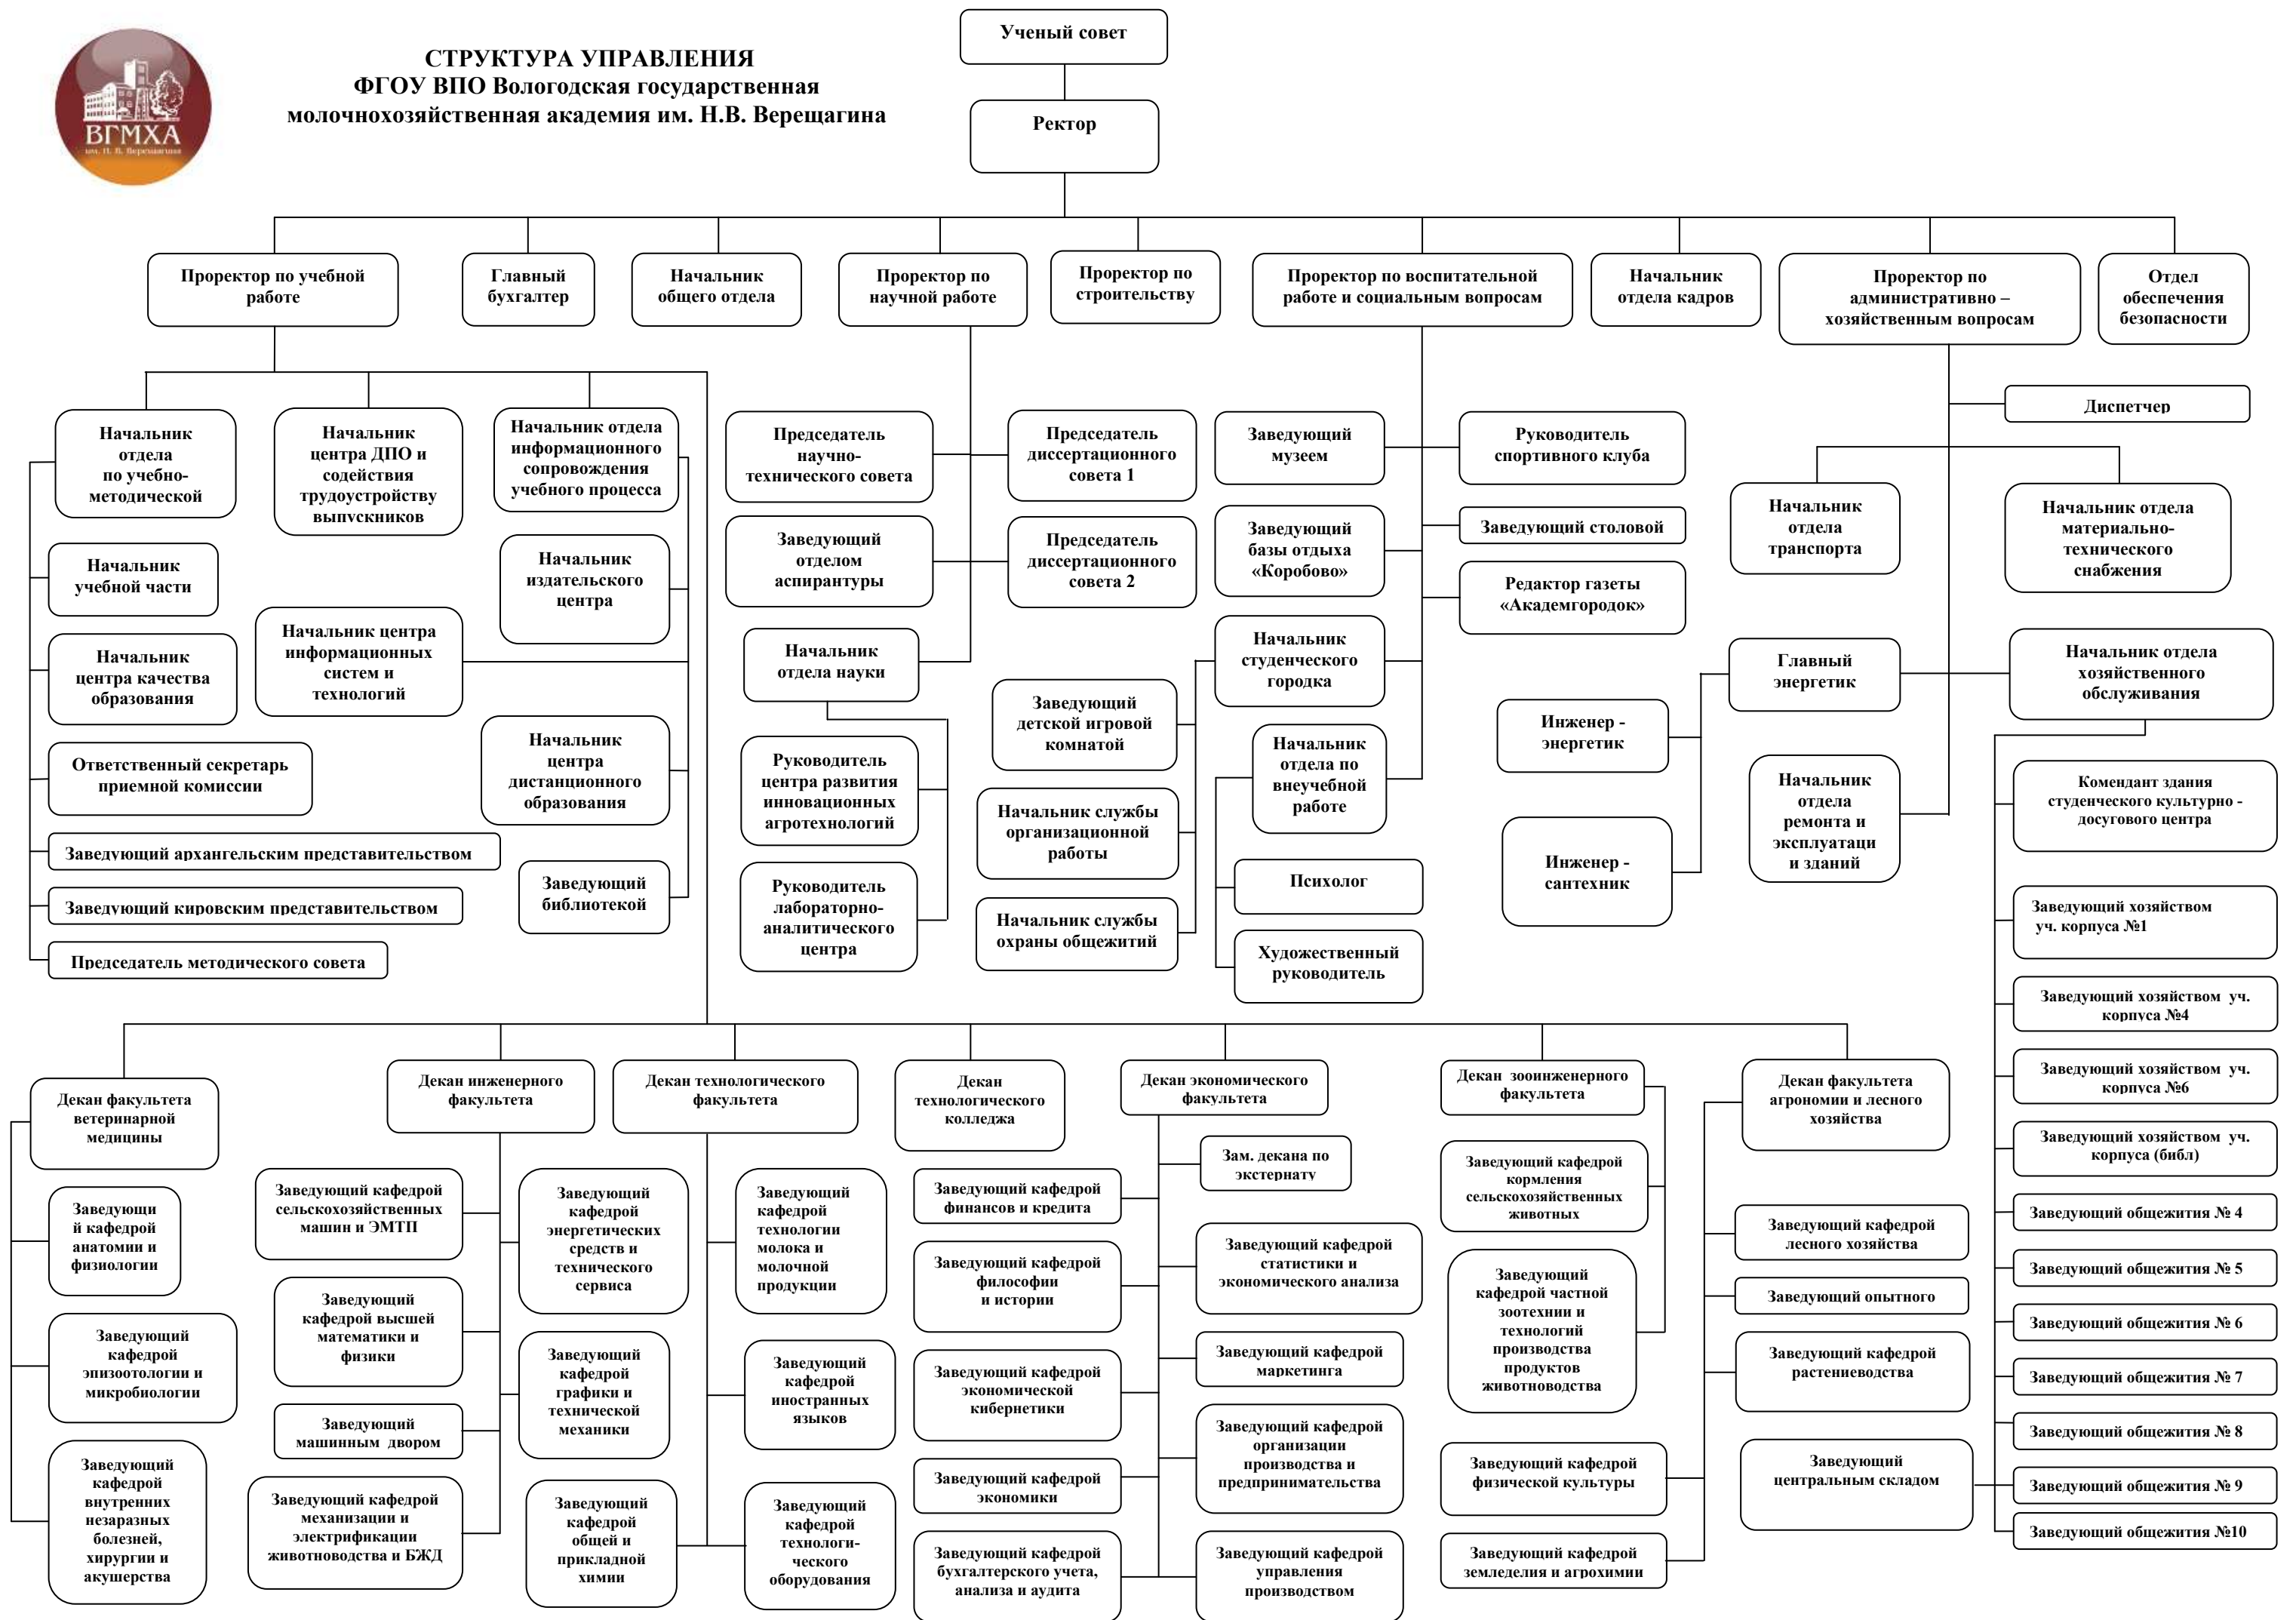 СТРУКТУРА УПРАВЛЕНИЯ
ФГОУ ВПО Вологодская государственная
молочнохозяйственная академия им. Н.В. Верещагина
ВГМХА
им. Н. В. Верещагина
Ученый совет
Ректор
Проректор по учебной
работе
Главный
бухгалтер
Начальник
общего отдела
Проректор по
научной работе
Проректор по
строительству
Проректор по воспитательной
работе и социальным вопросам
Начальник
отдела кадров
Проректор по
административно –
хозяйственным вопросам
Отдел
обеспечения
безопасности
Начальник
отдела
по учебно-
методической
Начальник
центра ДПО и
содействия
трудоустройству
выпускников
Начальник отдела
информационного
сопровождения
учебного процесса
Начальник
учебной части
Начальник
издательского
центра
Начальник центра
информационных
систем и
технологий
Начальник
центра качества
образования
Начальник
центра
дистанционного
образования
Ответственный секретарь
приемной комиссии
Заведующий архангельским представительством
Заведующий
библиотекой
Заведующий кировским представительством
Председатель методического совета
Председатель
научно-
технического совета
Председатель
диссертационного
совета 1
Заведующий
отделом
аспирантуры
Председатель
диссертационного
совета 2
Начальник
отдела науки
Руководитель
центра развития
инновационных
агротехнологий
Руководитель
лабораторно-
аналитического
центра
Заведующий
музеем
Руководитель
спортивного клуба
Заведующий
базы отдыха
«Коробово»
Заведующий столовой
Редактор газеты
«Академгородок»
Начальник
студенческого
городка
Заведующий
детской игровой
комнатой
Начальник
отдела по
внеучебной
работе
Начальник службы
организационной
работы
Психолог
Начальник службы
охраны общежитий
Художественный
руководитель
Диспетчер
Начальник
отдела
транспорта
Начальник отдела
материально-
технического
снабжения
Главный
энергетик
Начальник отдела
хозяйственного
обслуживания
Инженер -
энергетик
Начальник
отдела
ремонта и
эксплуатаци
и зданий
Инженер -
сантехник
Комендант здания
студенческого культурно -
досугового центра
Заведующий хозяйством
уч. корпуса №1
Заведующий хозяйством уч.
корпуса №4
Заведующий хозяйством уч.
корпуса №6
Заведующий хозяйством уч.
корпуса (библ)
Заведующий общежития № 4
Заведующий общежития № 5
Заведующий общежития № 6
Заведующий общежития № 7
Заведующий общежития № 8
Заведующий общежития № 9
Заведующий общежития №10
Заведующий
центральным складом
Декан факультета
ветеринарной
медицины
Заведующи
й кафедрой
анатомии и
физиологии
Заведующий
кафедрой
эпизоотологии и
микробиологии
Заведующий
кафедрой
внутренних
незаразных
болезней,
хирургии и
акушерства
Декан инженерного
факультета
Заведующий кафедрой
сельскохозяйственных
машин и ЭМТП
Заведующий
кафедрой
энергетических
средств и
технического
сервиса
Заведующий
кафедрой высшей
математики и
физики
Заведующий
кафедрой
графики и
технической
механики
Заведующий
машинным двором
Заведующий кафедрой
механизации и
электрификации
животноводства и БЖД
Декан технологического
факультета
Заведующий
кафедрой
технологии
молока и
молочной
продукции
Заведующий
кафедрой
иностранных
языков
Заведующий
кафедрой
общей и
прикладной
химии
Заведующий
кафедрой
технологи-
ческого
оборудования
Декан
технологического
колледжа
Декан экономического
факультета
Зам. декана по
экстернату
Заведующий кафедрой
финансов и кредита
Заведующий кафедрой
статистики и
экономического анализа
Заведующий кафедрой
философии
и истории
Заведующий кафедрой
маркетинга
Заведующий кафедрой
экономической
кибернетики
Заведующий кафедрой
организации
производства и
предпринимательства
Заведующий кафедрой
экономики
Заведующий кафедрой
бухгалтерского учета,
анализа и аудита
Заведующий кафедрой
управления
производством
Декан зооинженерного
факультета
Заведующий кафедрой
кормления
сельскохозяйственных
животных
Заведующий
кафедрой частной
зоотехнии и
технологий
производства
продуктов
животноводства
Декан факультета
агрономии и лесного
хозяйства
Заведующий кафедрой
лесного хозяйства
Заведующий опытного
Заведующий кафедрой
растениеводства
Заведующий кафедрой
физической культуры
Заведующий кафедрой
земледелия и агрохимии